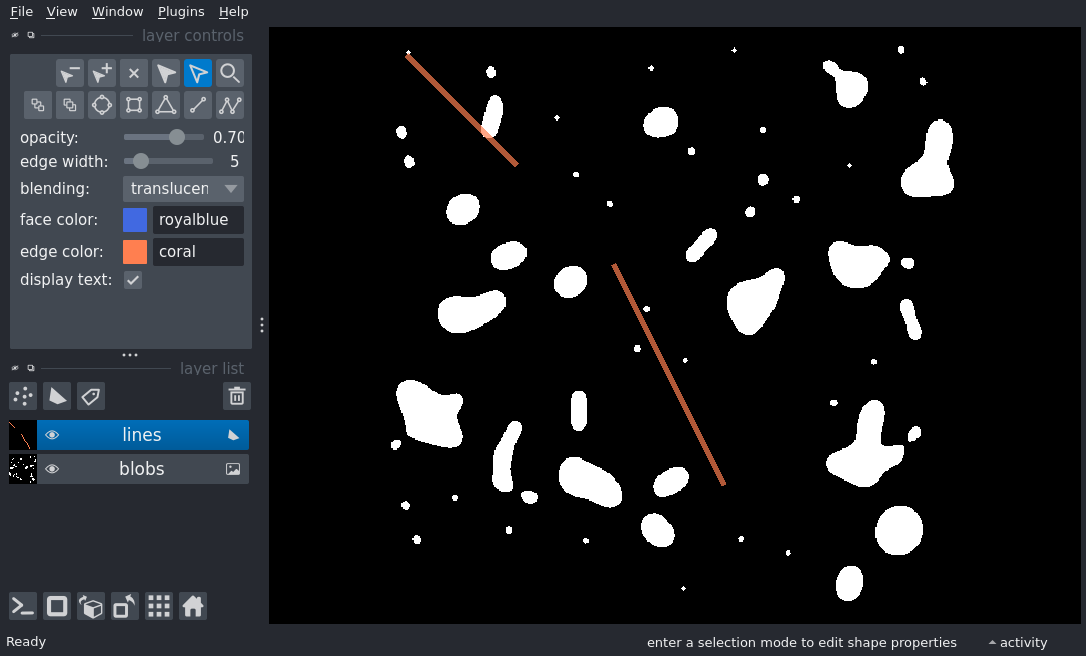 File View Window Plugins Help
layer controls
opacity: 0.70
edge width: 5
blending: translucen
face color: royalblue
edge color: coral
display text:
layer list
lines
blobs
Ready enter a selection mode to edit shape properties activity